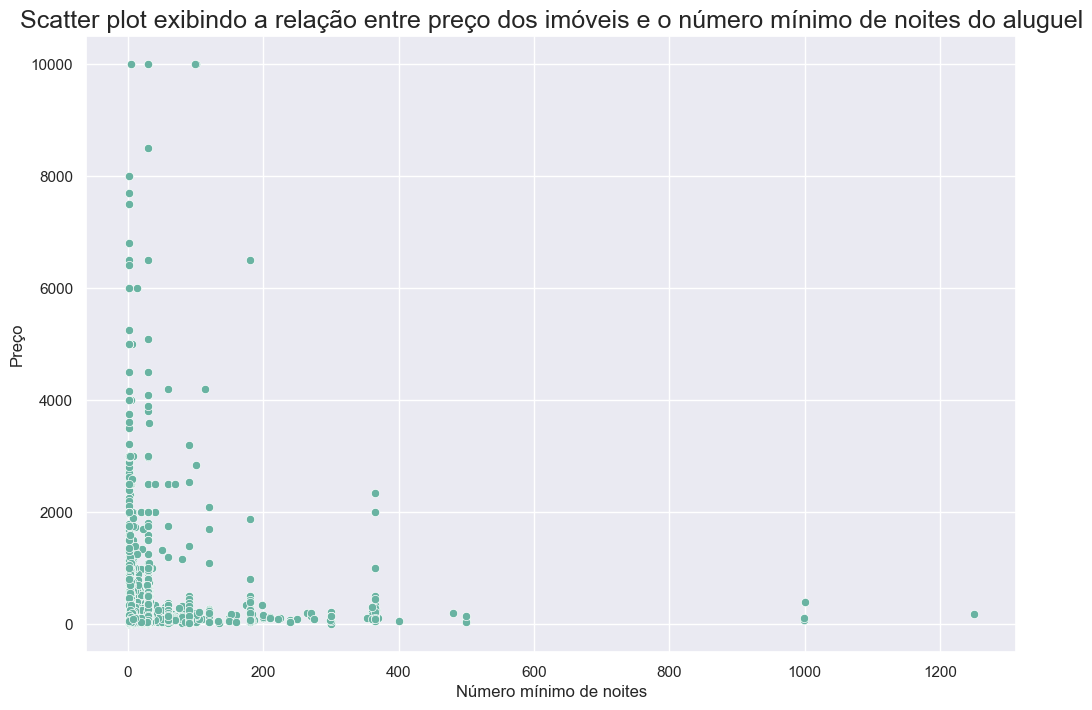 Scatter plot exibindo a relação entre preço dos imóveis e o número mínimo de noites do aluguel
10000
8000
6000
4000
2000
0
Preço
0 200 400 600 800 1000 1200
Número mínimo de noites